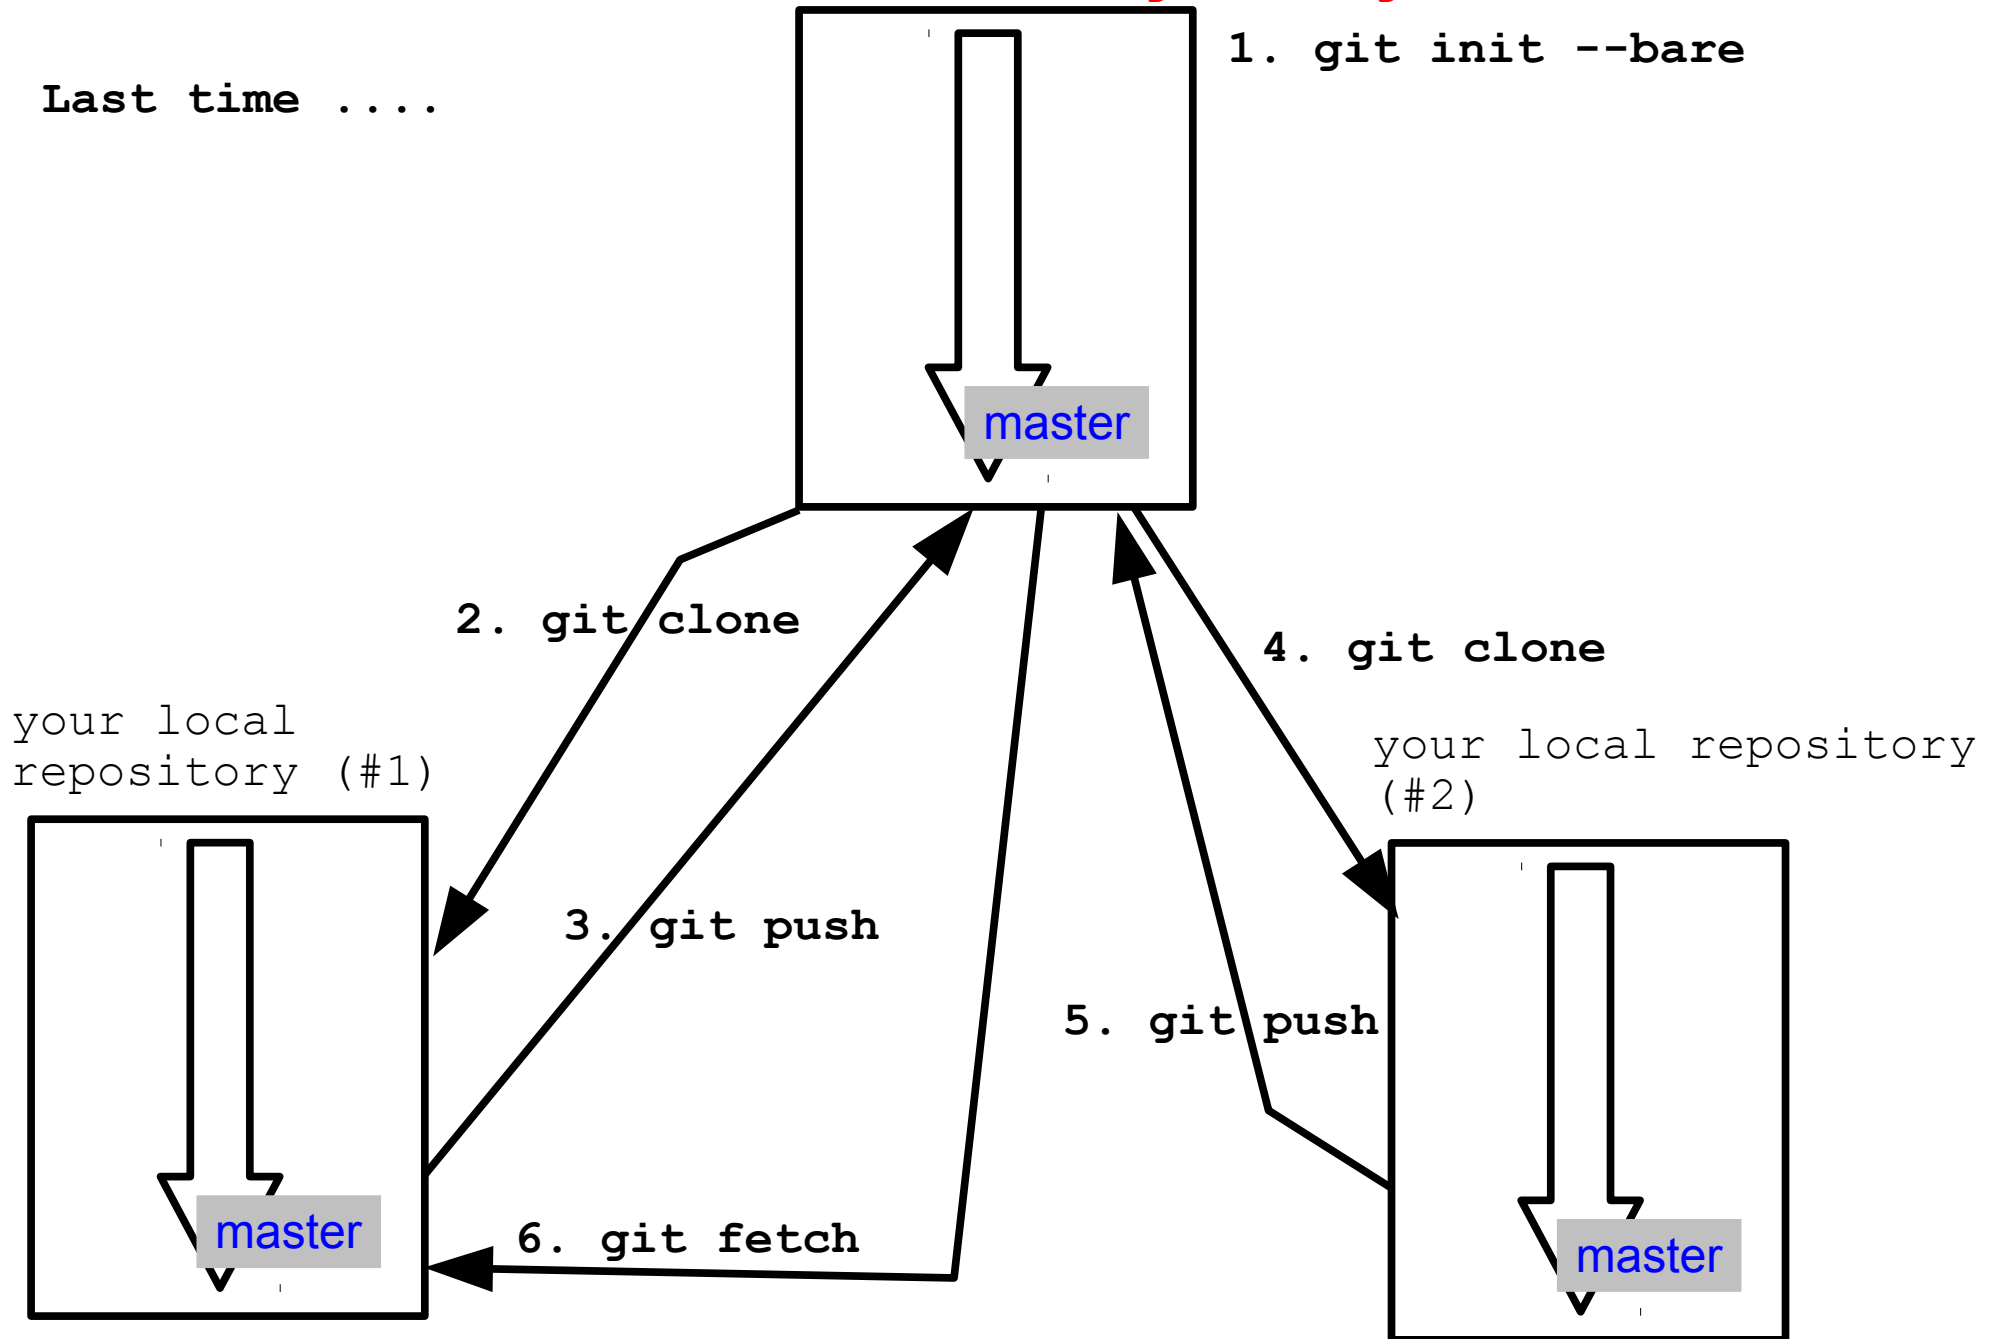 1. git init --bare
Last time ....
master
2. git clone
4. git clone
your local
repository (#1)
your local repository
(#2)
3. git push
5. git push
master
6. git fetch
master